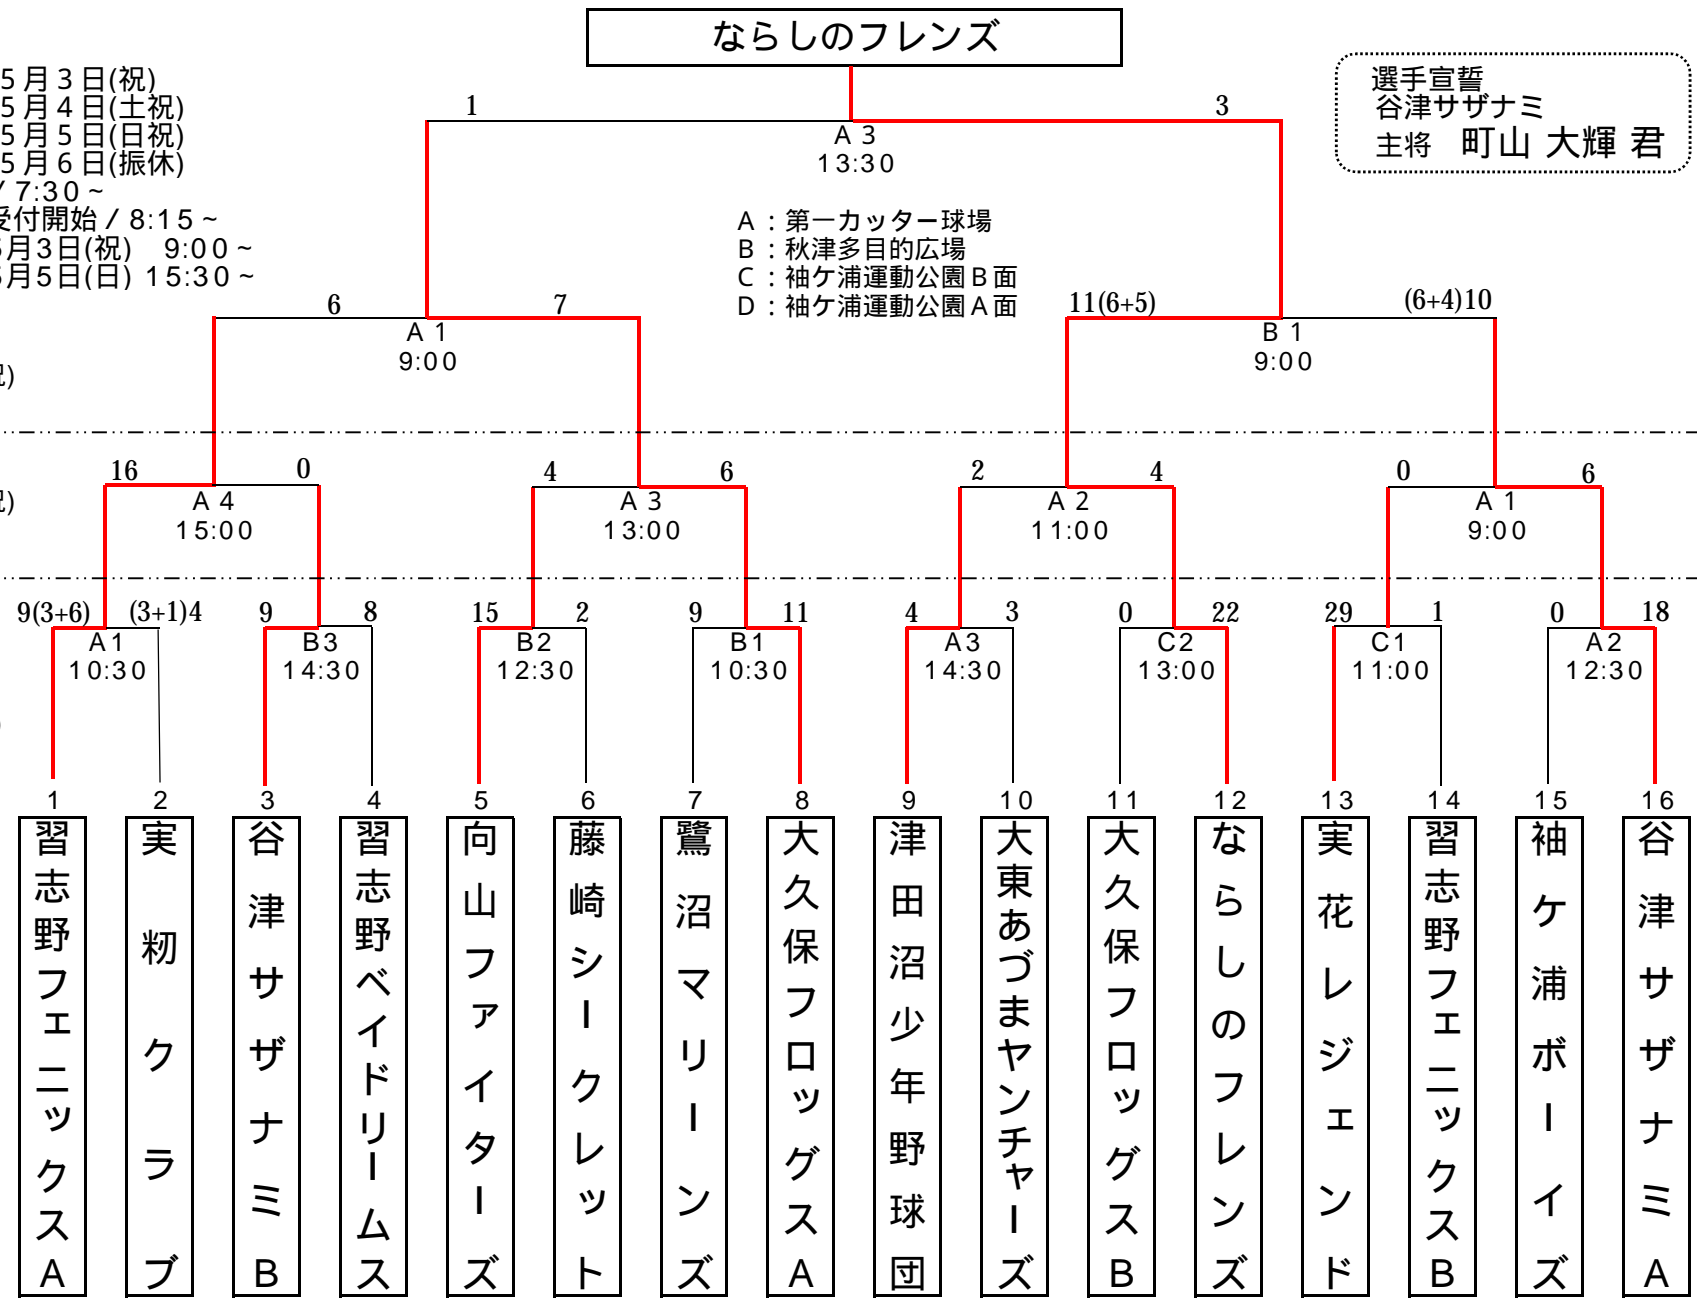 ならしのフレンズ
5月3日(祝)
5月4日(土祝)
5月5日(日祝)
5月6日(振休)
/ 7:30~
受付開始 / 8:15~
5月3日(祝) 9:00~
5月5日(日) 15:30~
選手宣誓
谷津サザナミ
主将 町山 大輝 君
1 3
A 3
13:30
A:第一カッター球場
B:秋津多目的広場
C:袖ケ浦運動公園B面
D:袖ケ浦運動公園A面
6 7 11(6+5) (6+4)10
A 1 B 1
9:00 9:00
祝)
16 0 4 6 2 4 0 6
祝)
A 4 A 3 A 2 A 1
15:00 13:00 11:00 9:00
9(3+6) (3+1)4 9 8 15 2 9 11 4 3 0 22 29 1 0 18
A1 B3 B2 B1 A3 C2 C1 A2
10:30 14:30 12:30 10:30 14:30 13:00 11:00 12:30
)
1 2 3 4 5 6 7 8 9 10 11 12 13 14 15 16
習志野フェニックスA
実籾クラブ
谷津サザナミB
習志野ベイドリームス
向山ファイターズ
藤崎シークレット
鷺沼マリーンズ
大久保フロッグスA
津田沼少年野球団
大東あづまヤンチャーズ
大久保フロッグスB
ならしのフレンズ
実花レジェンド
習志野フェニックスB
袖ケ浦ボーイズ
谷津サザナミA